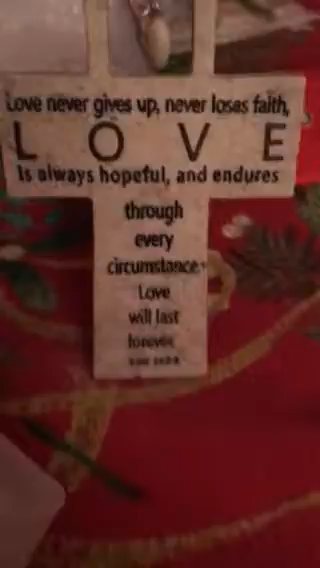 Love never gives up, never loses faith,
L O V E
Is always hopeful, and endures
through
every
circumstance.
Love
will last
forever.